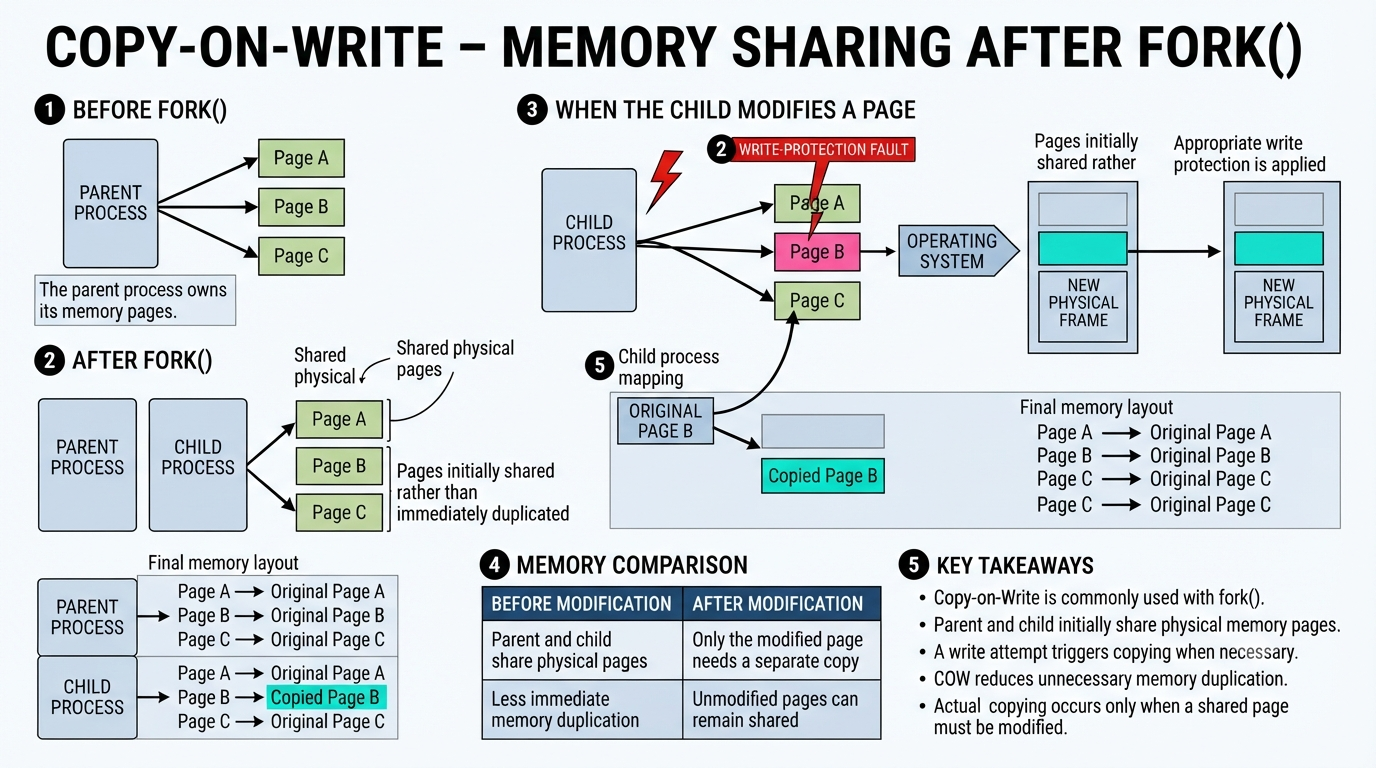 COPY-ON-WRITE – MEMORY SHARING AFTER FORK()
1 BEFORE FORK()
PARENT
PROCESS
Page A
Page B
Page C
The parent process owns
its memory pages.
2 AFTER FORK()
Shared
physical
Shared physical
pages
PARENT
PROCESS
CHILD
PROCESS
Page A
Page B
Page C
Pages initially shared
rather than
immediately duplicated
Final memory layout
PARENT
PROCESS
Page A → Original Page A
Page B → Original Page B
Page C → Original Page C
CHILD
PROCESS
Page A → Original Page A
Page B → Copied Page B
Page C → Original Page C
3 WHEN THE CHILD MODIFIES A PAGE
2 WRITE-PROTECTION FAULT
CHILD
PROCESS
Page A
Page B
Page C
OPERATING
SYSTEM
Pages initially
shared rather
NEW
PHYSICAL
FRAME
Appropriate write
protection is applied
NEW
PHYSICAL
FRAME
5 Child process
mapping
ORIGINAL
PAGE B
Copied Page B
Final memory layout
Page A → Original Page A
Page B → Original Page B
Page C → Original Page C
Page C → Original Page C
4 MEMORY COMPARISON
BEFORE MODIFICATION AFTER MODIFICATION
Parent and child
share physical pages
Only the modified page
needs a separate copy
Less immediate
memory duplication
Unmodified pages can
remain shared
5 KEY TAKEAWAYS
• Copy-on-Write is commonly used with fork().
• Parent and child initially share physical memory pages.
• A write attempt triggers copying when necessary.
• COW reduces unnecessary memory duplication.
• Actual copying occurs only when a shared page
must be modified.